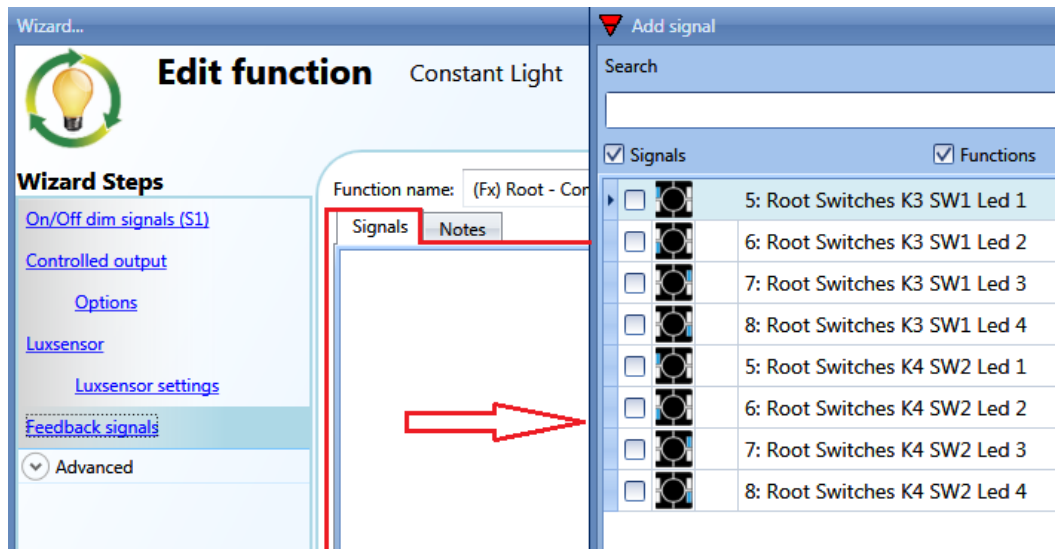 Wizard...
Edit function Constant Light
Wizard Steps
On/Off dim signals (S1)
Controlled output
Options
Luxsensor
Luxsensor settings
Feedback signals
Advanced
Function name: (Fx) Root - Cor
Signals Notes
Add signal
Search
Signals Functions
5: Root Switches K3 SW1 Led 1
6: Root Switches K3 SW1 Led 2
7: Root Switches K3 SW1 Led 3
8: Root Switches K3 SW1 Led 4
5: Root Switches K4 SW2 Led 1
6: Root Switches K4 SW2 Led 2
7: Root Switches K4 SW2 Led 3
8: Root Switches K4 SW2 Led 4